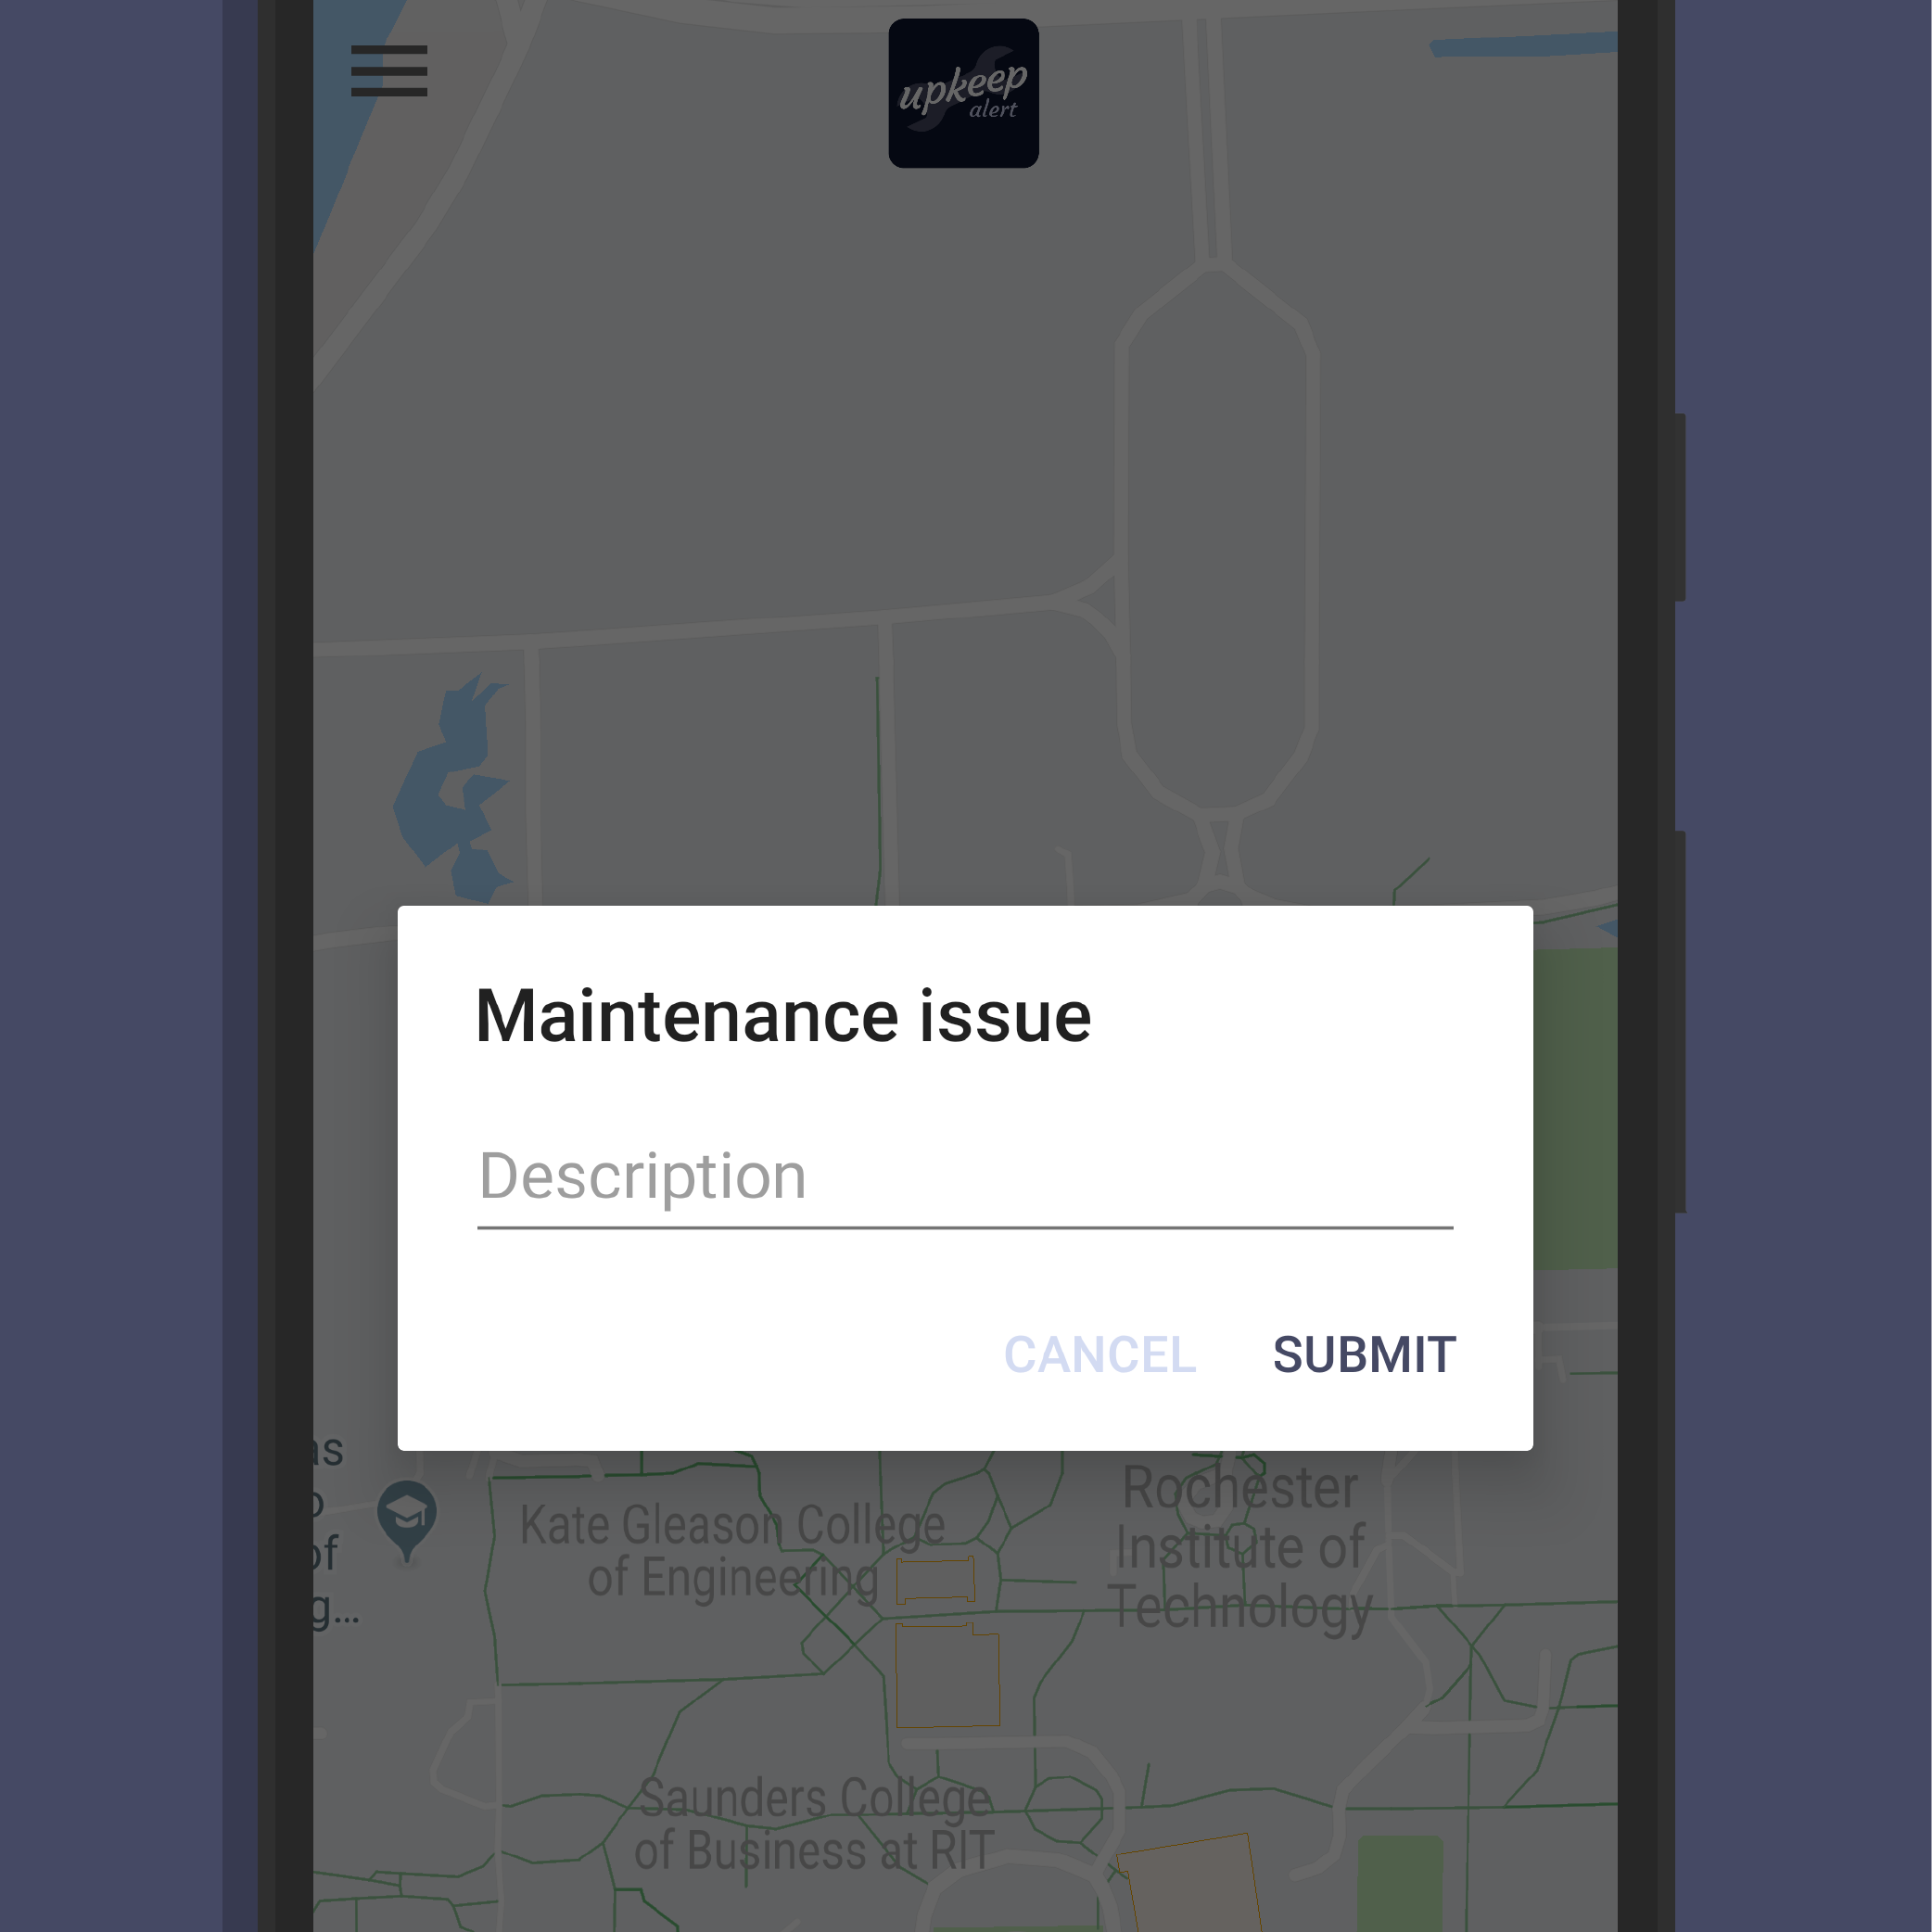 upkeep
alert
Maintenance issue
Description
CANCEL SUBMIT
of
g...
Kate Gleason College
of Engineering
Rochester
Institute of
Technology
Saunders College
of Business at RIT